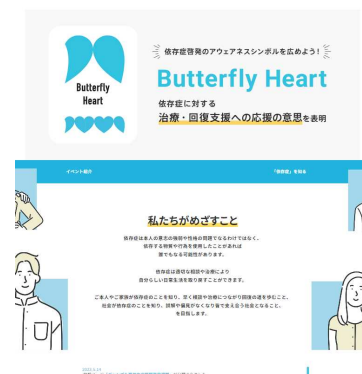 依存症啓発のアウェアネスシンボルを広めよう！
Butterfly Heart
Butterfly
Heart
依存症に対する
治療・回復支援への応援の意思を表明
イベント紹介
「依存症」を知る
私たちがめざすこと
依存症は本人の意志の強弱や性格の問題でなるわけではなく、
依存する物質や行為を使用したことがあれば
誰でもなる可能性があります。
依存症は適切な相談や治療により
自分らしい日常生活を取り戻すことができます。
ご本人やご家族が依存症のことを知り、早く相談や治療につながり回復の道を歩むこと、
社会が依存症のことを知り、誤解や偏見がなくなり皆で支え合う社会となること、
を目指します。